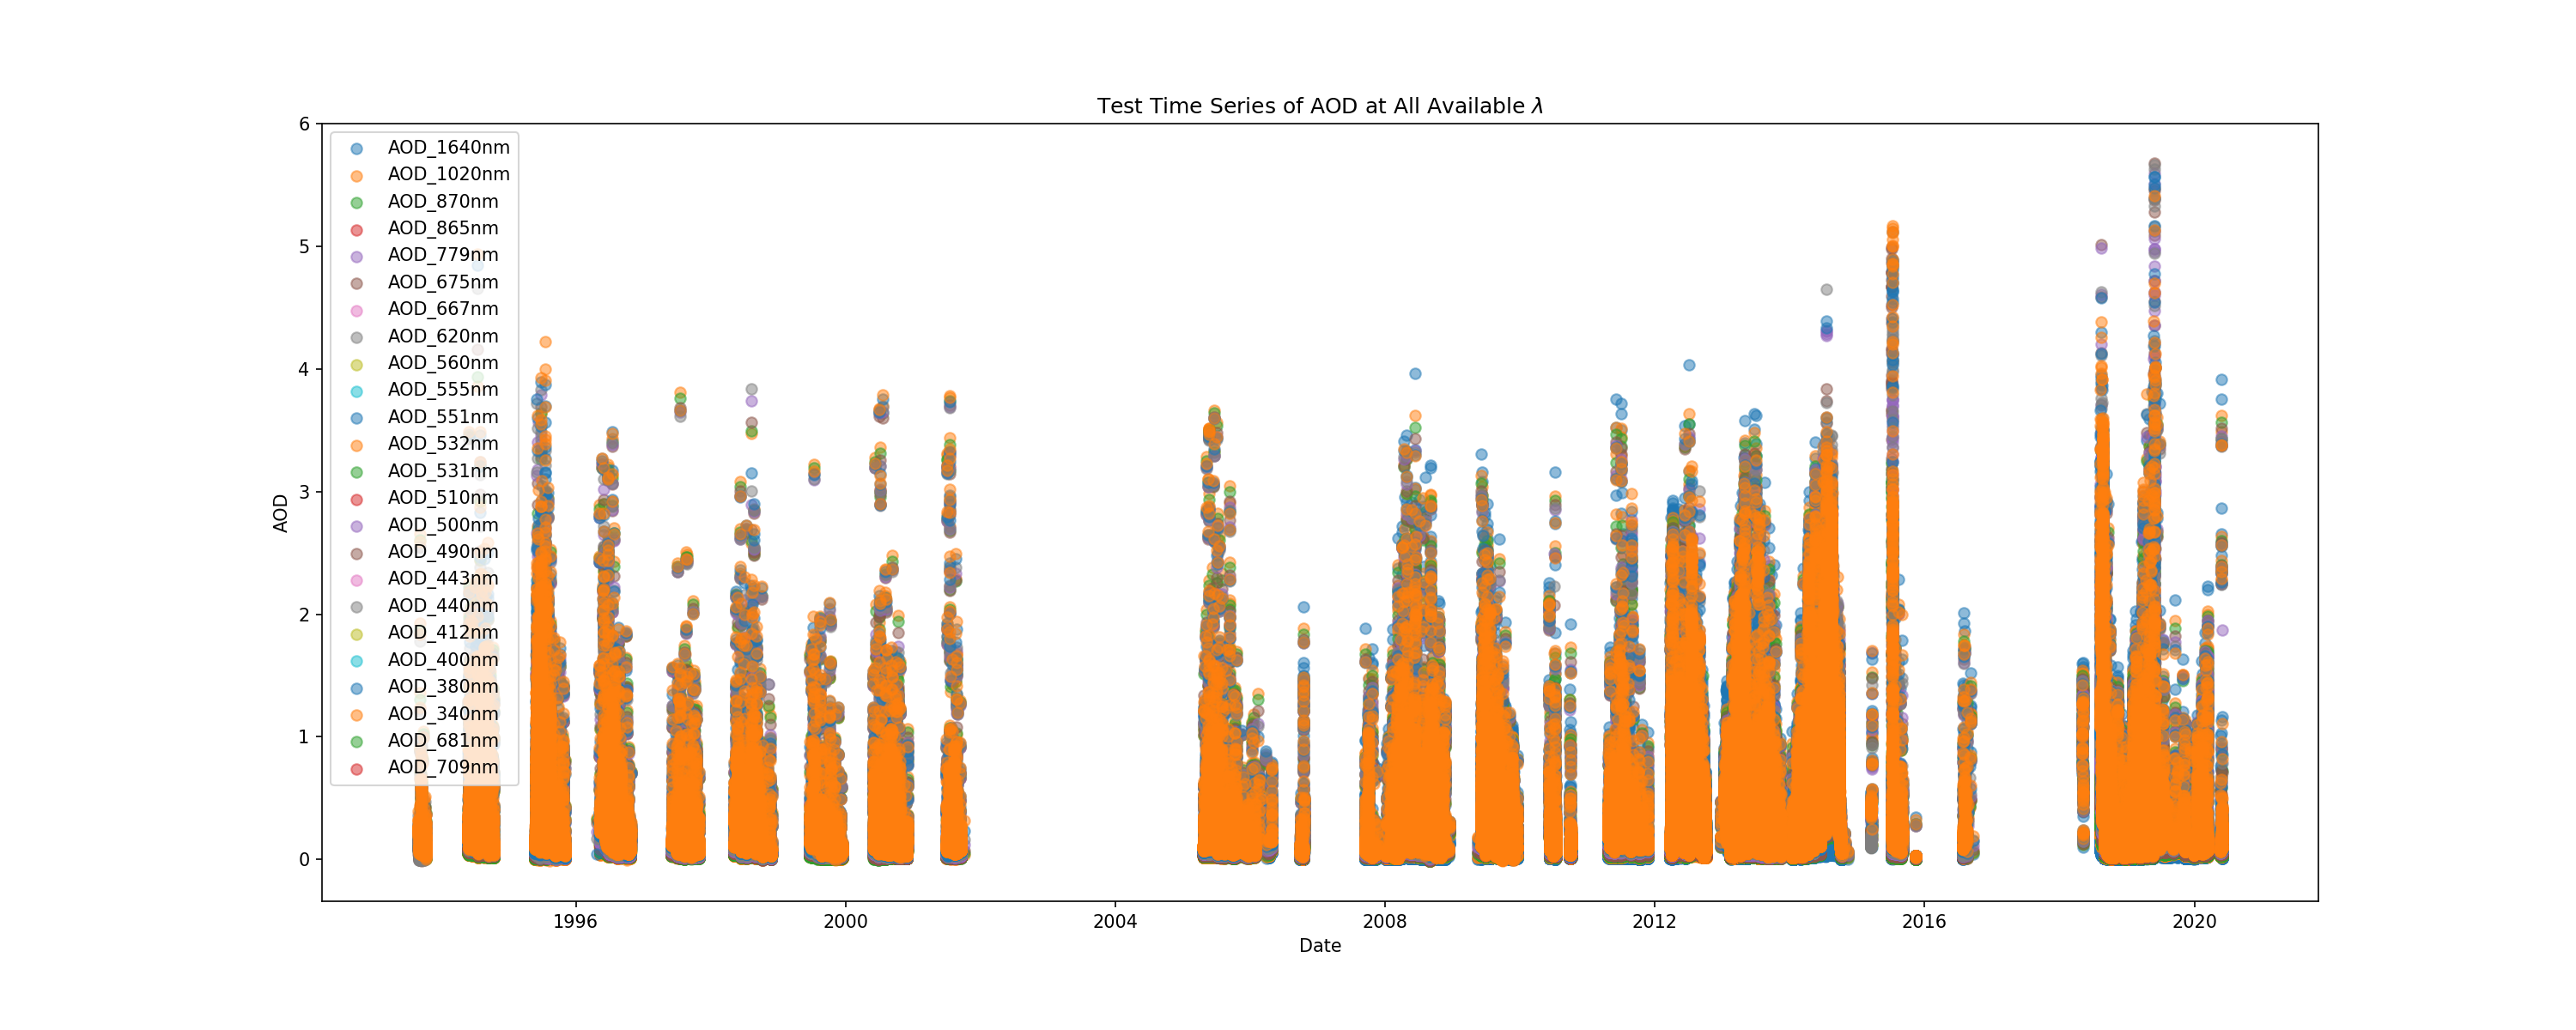 Test Time Series of AOD at All Available λ
6
5
4
3
2
1
0
AOD
AOD_1640nm
AOD_1020nm
AOD_870nm
AOD_865nm
AOD_779nm
AOD_675nm
AOD_667nm
AOD_620nm
AOD_560nm
AOD_555nm
AOD_551nm
AOD_532nm
AOD_531nm
AOD_510nm
AOD_500nm
AOD_490nm
AOD_443nm
AOD_440nm
AOD_412nm
AOD_400nm
AOD_380nm
AOD_340nm
AOD_681nm
AOD_709nm
1996 2000 2004 2008 2012 2016 2020
Date